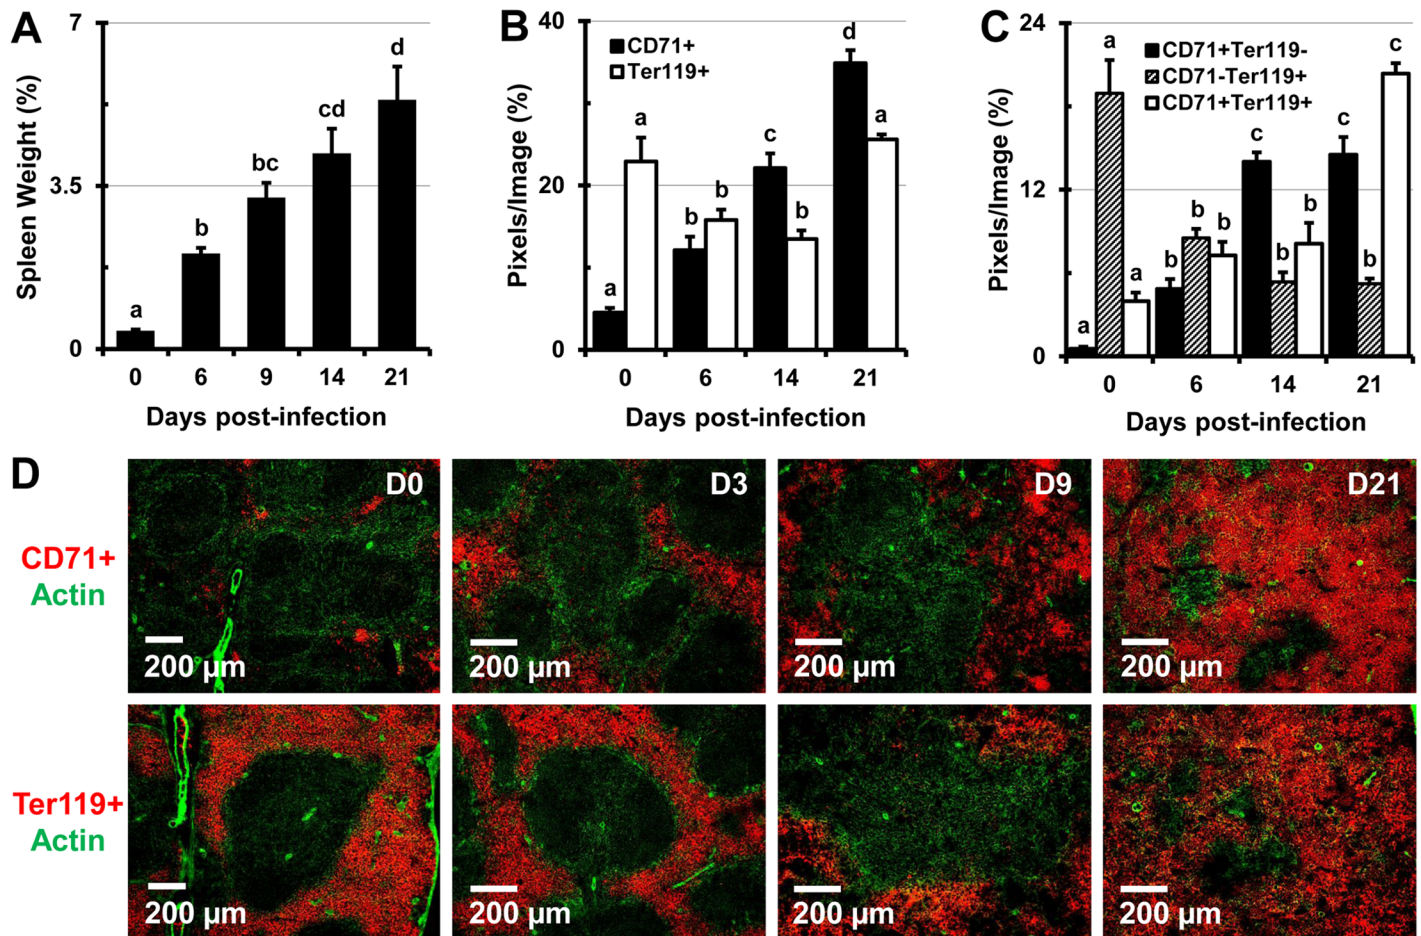 A
7
3.5
0
Spleen Weight (%)
a
b
bc
cd
d
0 6 9 14 21
Days post-infection
B
40
20
0
Pixels/Image (%)
CD71+
Ter119+
a a
b b
c b
d a
0 6 14 21
Days post-infection
C
24
12
0
Pixels/Image (%)
CD71+Ter119-
CD71-Ter119+
CD71+Ter119+
a a a
b b b
c b b
c b c
0 6 14 21
Days post-infection
D
CD71+
Actin
D0
200 µm
D3
200 µm
D9
200 µm
D21
200 µm
Ter119+
Actin
200 µm
200 µm
200 µm
200 µm